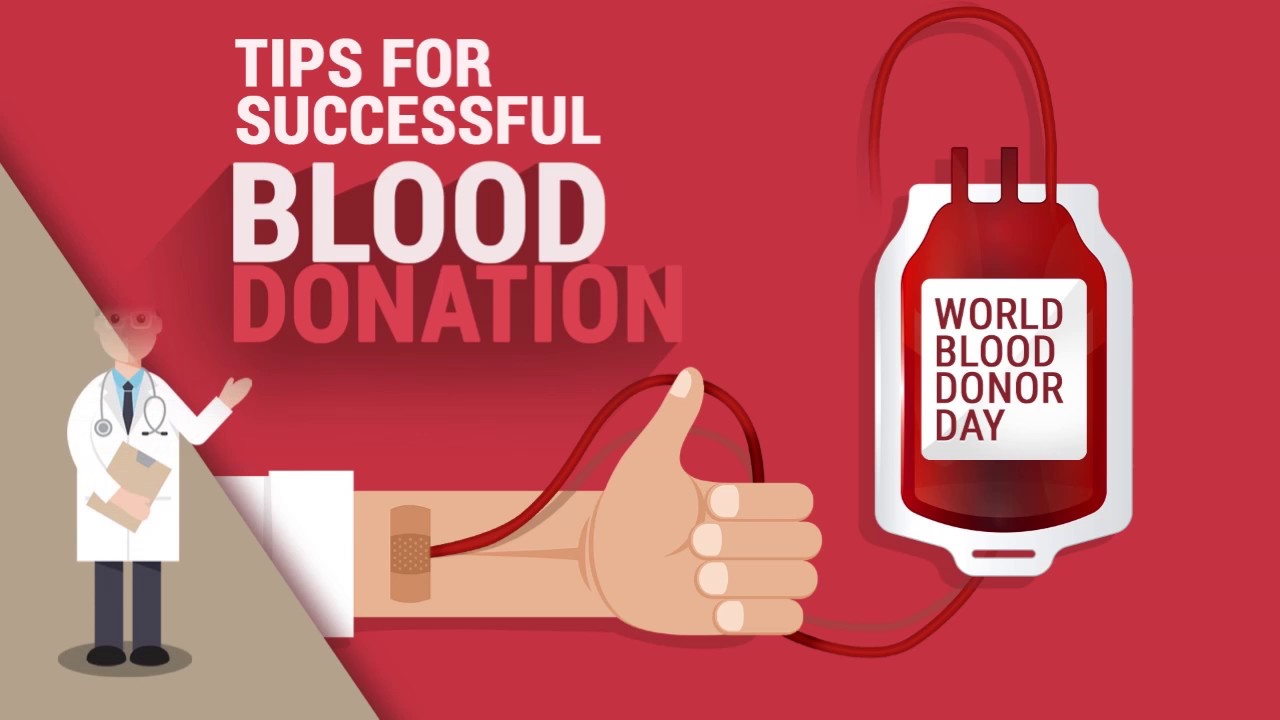 TIPS FOR
SUCCESSFUL
BLOOD
DONATION
WORLD
BLOOD
DONOR
DAY